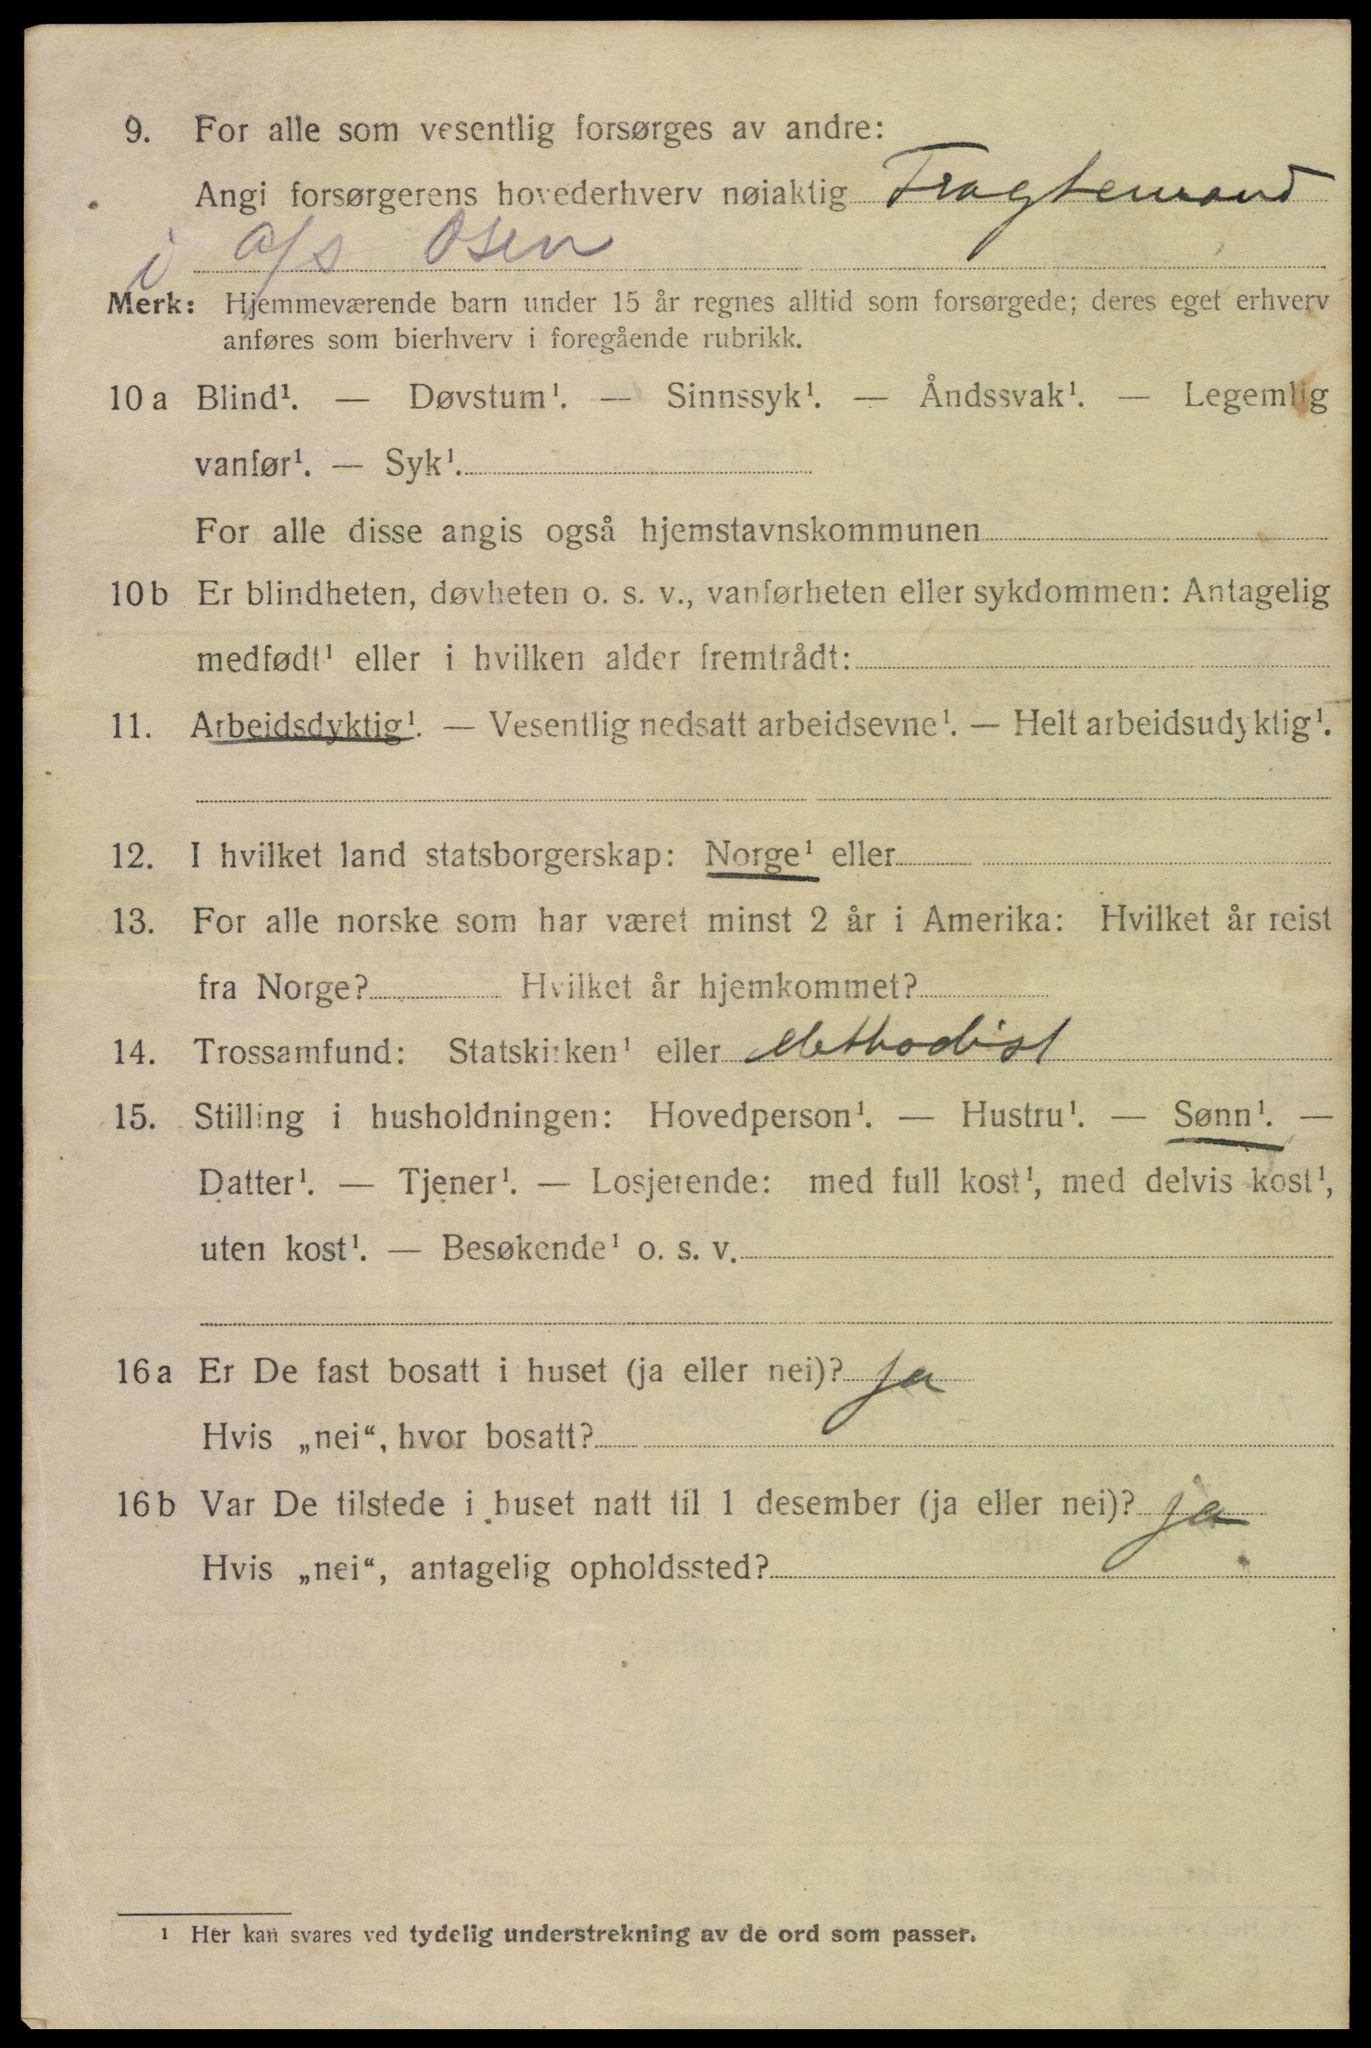 9. For alle som vesentlig forsørges av andre:
Angi forsørgerens hovederhverv nøiaktig Fragtemand
i a/s Osen
Merk: Hjemmeværende barn under 15 år regnes alltid som forsørgede; deres eget erhverv
anføres som bierhverv i foregående rubrikk.
10 a Blind¹. — Døvstum¹. — Sinnssyk¹. — Åndssvak¹. — Legemlig
vanfør¹. — Syk¹.
For alle disse angis også hjemstavnskommunen
10 b Er blindheten, døvheten o. s. v., vanførheten eller sykdommen: Antagelig
medfødt¹ eller i hvilken alder fremtrådt:
11. Arbeidsdyktig¹. — Vesentlig nedsatt arbeidsevne¹. — Helt arbeidsudyktig¹.
12. I hvilket land statsborgerskap: Norge¹ eller
13. For alle norske som har været minst 2 år i Amerika: Hvilket år reist
fra Norge? Hvilket år hjemkommet?
14. Trossamfund: Statskirken¹ eller Methodist
15. Stilling i husholdningen: Hovedperson¹. — Hustru¹. — Sønn¹. —
Datter¹. — Tjener¹. — Losjerende: med full kost¹, med delvis kost¹,
uten kost¹. — Besøkende¹ o. s. v.
16 a Er De fast bosatt i huset (ja eller nei)? ja
Hvis „nei“, hvor bosatt?
16 b Var De tilstede i huset natt til 1 desember (ja eller nei)? ja
Hvis „nei“, antagelig opholdssted?
¹ Her kan svares ved tydelig understrekning av de ord som passer.